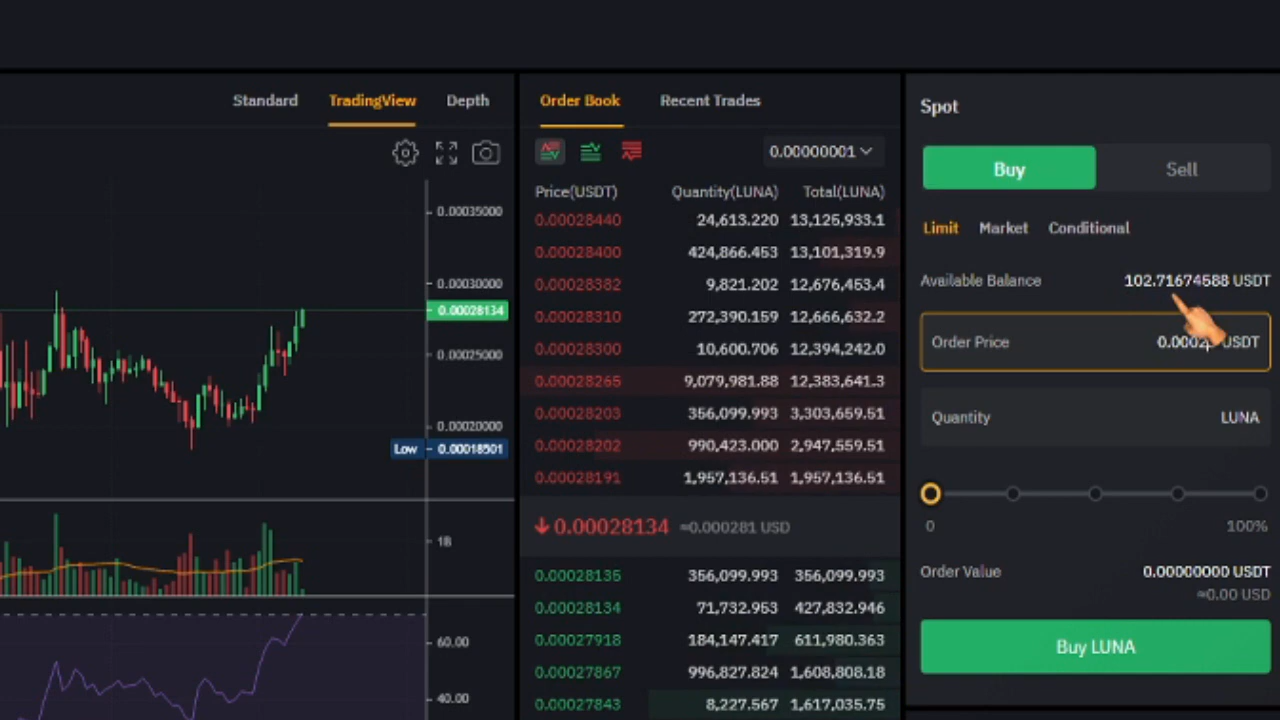 Standard TradingView Depth
0.00035000
0.00030000
0.00028134
0.00025000
0.00020000
Low 0.00018501
1B
60.00
40.00
Order Book Recent Trades
0.00000001
Price(USDT) Quantity(LUNA) Total(LUNA)
0.00028440 24,613.220 13,125,933.1
0.00028400 424,866.453 13,101,319.9
0.00028382 9,821.202 12,676,453.4
0.00028310 272,390.159 12,666,632.2
0.00028300 10,600.706 12,394,242.0
0.00028265 9,079,981.88 12,383,641.3
0.00028203 356,099.993 3,303,659.51
0.00028202 990,423.000 2,947,559.51
0.00028191 1,957,136.51 1,957,136.51
0.00028134 ≈0.000281 USD
0.00028135 356,099.993 356,099.993
0.00028134 71,732.953 427,832.946
0.00027918 184,147.417 611,980.363
0.00027867 996,827.824 1,608,808.18
0.00027843 8,227.567 1,617,035.75
Spot
Buy Sell
Limit Market Conditional
Available Balance 102.71674588 USDT
Order Price USDT
Quantity LUNA
0 100%
Order Value 0.00000000 USDT
≈0.00 USD
Buy LUNA